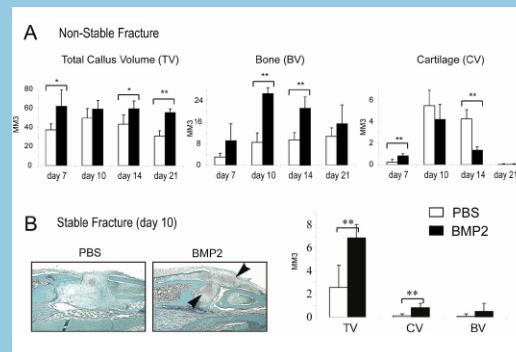 A Non-Stable Fracture
Total Callus Volume (TV) Bone (BV) Cartilage (CV)
MM3
80
60
40
20
0
* * **
day 7 day 10 day 14 day 21
MM3
24
16
8
0
** **
day 7 day 10 day 14 day 21
MM3
6
4
2
0
** **
day 7 day 10 day 14 day 21
B Stable Fracture (day 10)
PBS BMP2
PBS
BMP2
MM3
8
6
4
2
0
** **
TV CV BV